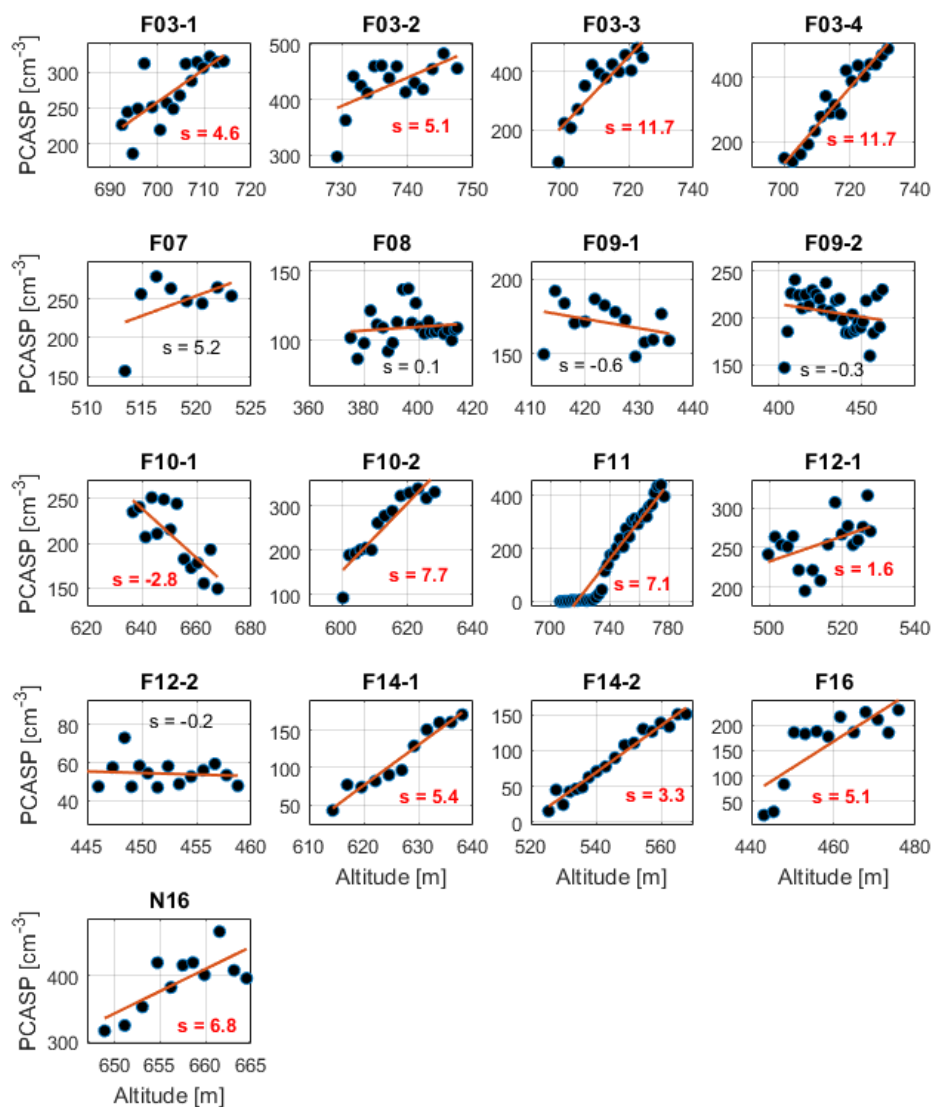 F03-1 F03-2 F03-3 F03-4
PCASP [cm-3]
300
250
200
s = 4.6
690 700 710 720
500
400
300
s = 5.1
730 740 750
400
200
s = 11.7
700 720 740
400
200
s = 11.7
700 720 740
F07 F08 F09-1 F09-2
PCASP [cm-3]
250
200
150
s = 5.2
510 515 520 525
150
100
50
s = 0.1
360 380 400 420
200
150
s = -0.6
410 420 430 440
250
200
150
s = -0.3
400 450
F10-1 F10-2 F11 F12-1
PCASP [cm-3]
250
200
150
s = -2.8
620 640 660 680
300
200
100
s = 7.7
600 620 640
400
200
0
s = 7.1
700 740 780
300
250
200
s = 1.6
500 520 540
F12-2 F14-1 F14-2 F16
PCASP [cm-3]
80
60
40
s = -0.2
445 450 455 460
150
100
50
s = 5.4
610 620 630 640
Altitude [m]
150
100
50
0
s = 3.3
520 540 560
Altitude [m]
200
150
100
50
s = 5.1
440 460 480
Altitude [m]
N16
PCASP [cm-3]
400
300
s = 6.8
650 655 660 665
Altitude [m]